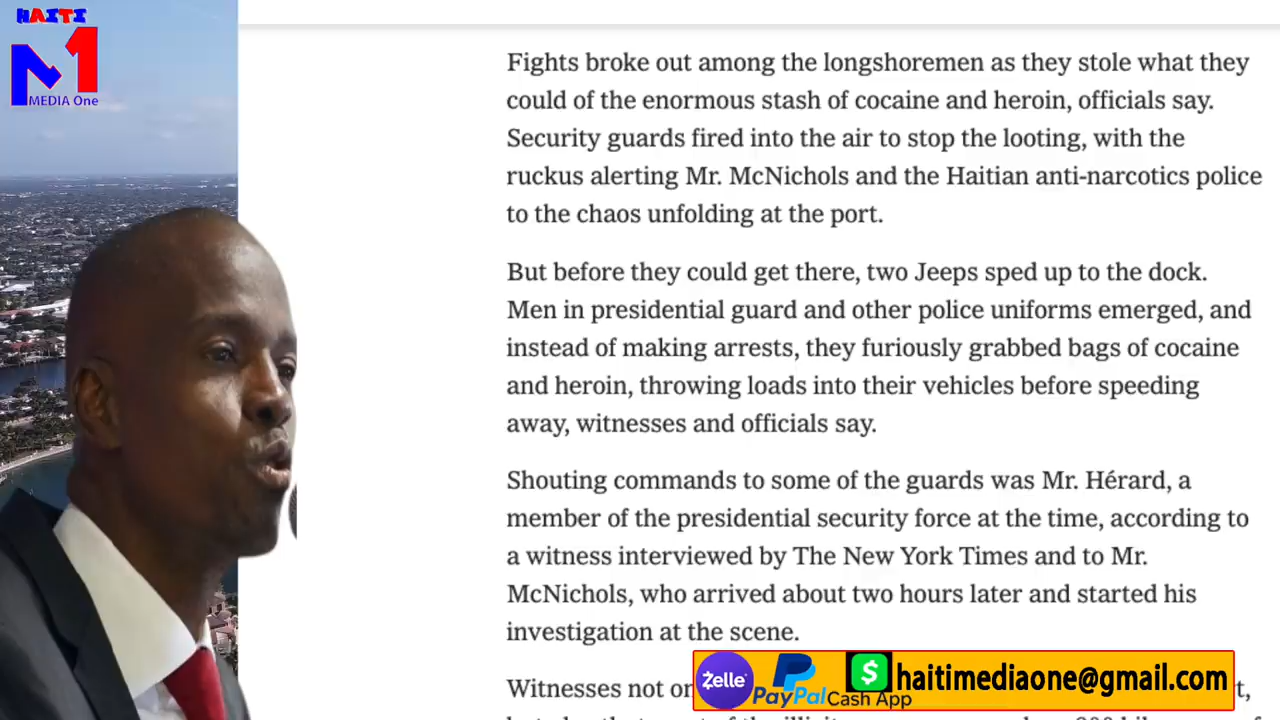 HAITI
M1
MEDIA One
Fights broke out among the longshoremen as they stole what they
could of the enormous stash of cocaine and heroin, officials say.
Security guards fired into the air to stop the looting, with the
ruckus alerting Mr. McNichols and the Haitian anti-narcotics police
to the chaos unfolding at the port.
But before they could get there, two Jeeps sped up to the dock.
Men in presidential guard and other police uniforms emerged, and
instead of making arrests, they furiously grabbed bags of cocaine
and heroin, throwing loads into their vehicles before speeding
away, witnesses and officials say.
Shouting commands to some of the guards was Mr. Hérard, a
member of the presidential security force at the time, according to
a witness interviewed by The New York Times and to Mr.
McNichols, who arrived about two hours later and started his
investigation at the scene.
Witnesses not
Zelle PayPal $ Cash App haitimediaone@gmail.com